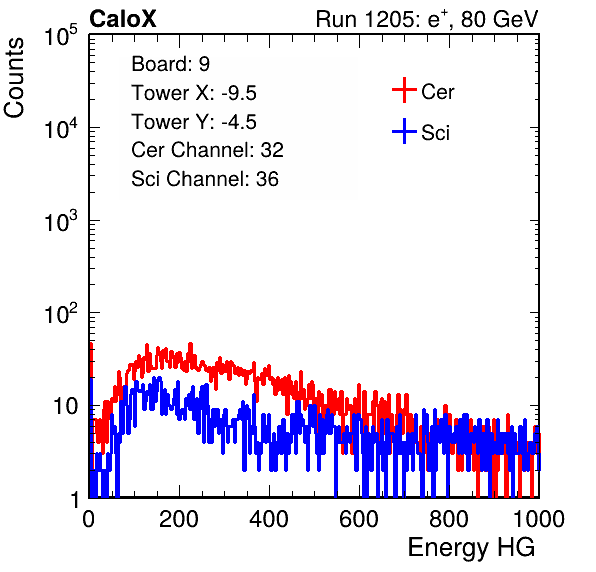 CaloX Run 1205: e⁺, 80 GeV
Counts
10⁵
10⁴
10³
10²
10
1
Board: 9
Tower X: -9.5
Tower Y: -4.5
Cer Channel: 32
Sci Channel: 36
Cer
Sci
0 200 400 600 800 1000
Energy HG